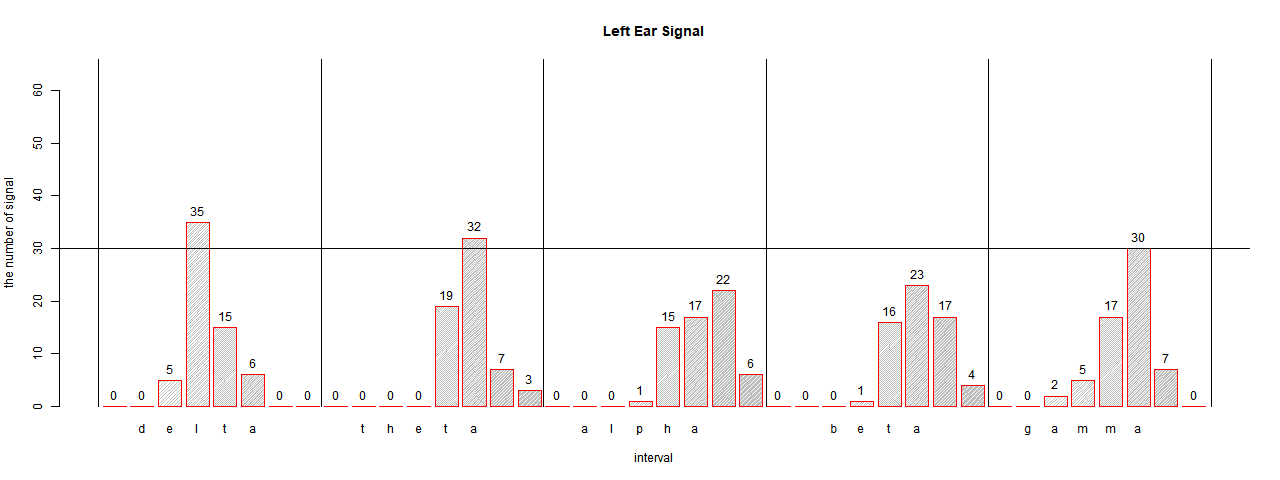 Left Ear Signal
the number of signal
60
50
40
30
20
10
0
0 0 5 35 15 6 0 0
0 0 0 0 19 32 7 3
0 0 0 1 15 17 22 6
0 0 0 1 16 23 17 4
0 0 2 5 17 30 7 0
d e l t a t h e t a a l p h a b e t a g a m m a
interval